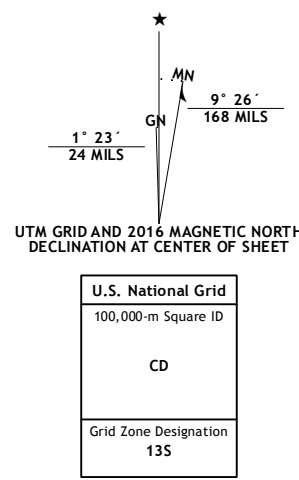 MN
GN
9° 26´
168 MILS
1° 23´
24 MILS
UTM GRID AND 2016 MAGNETIC NORTH
DECLINATION AT CENTER OF SHEET
U.S. National Grid
100,000-m Square ID
CD
Grid Zone Designation
13S